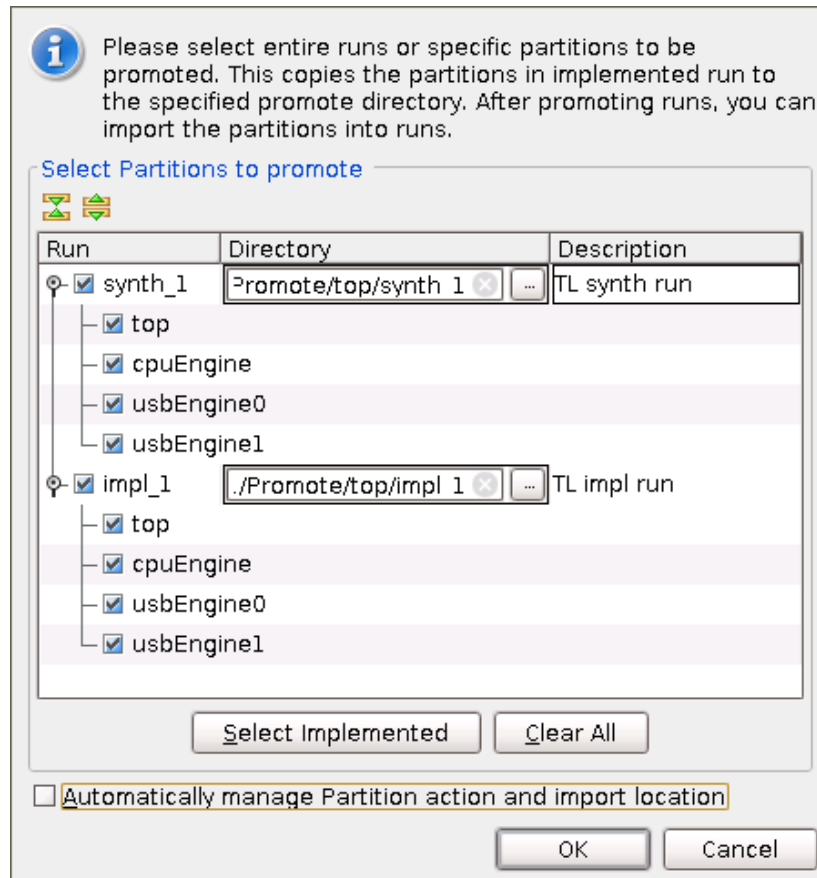 Please select entire runs or specific partitions to be
promoted. This copies the partitions in implemented run to
the specified promote directory. After promoting runs, you can
import the partitions into runs.
Select Partitions to promote
Run Directory Description
synth_1 Promote/top/synth_1 ... TL synth run
top
cpuEngine
usbEngine0
usbEngine1
impl_1 ./Promote/top/impl_1 ... TL impl run
top
cpuEngine
usbEngine0
usbEngine1
Select Implemented Clear All
Automatically manage Partition action and import location
OK Cancel